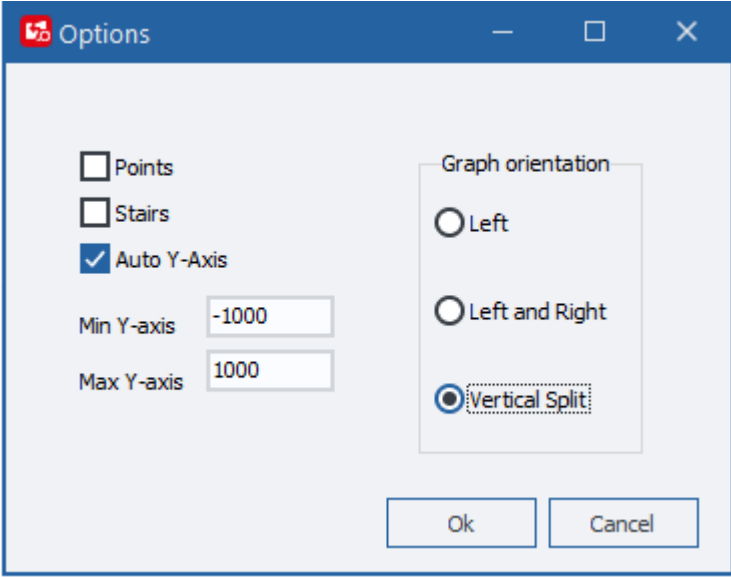 Options
Points
Stairs
Auto Y-Axis
Min Y-axis
-1000
Max Y-axis
1000
Graph orientation
Left
Left and Right
Vertical Split
Ok
Cancel